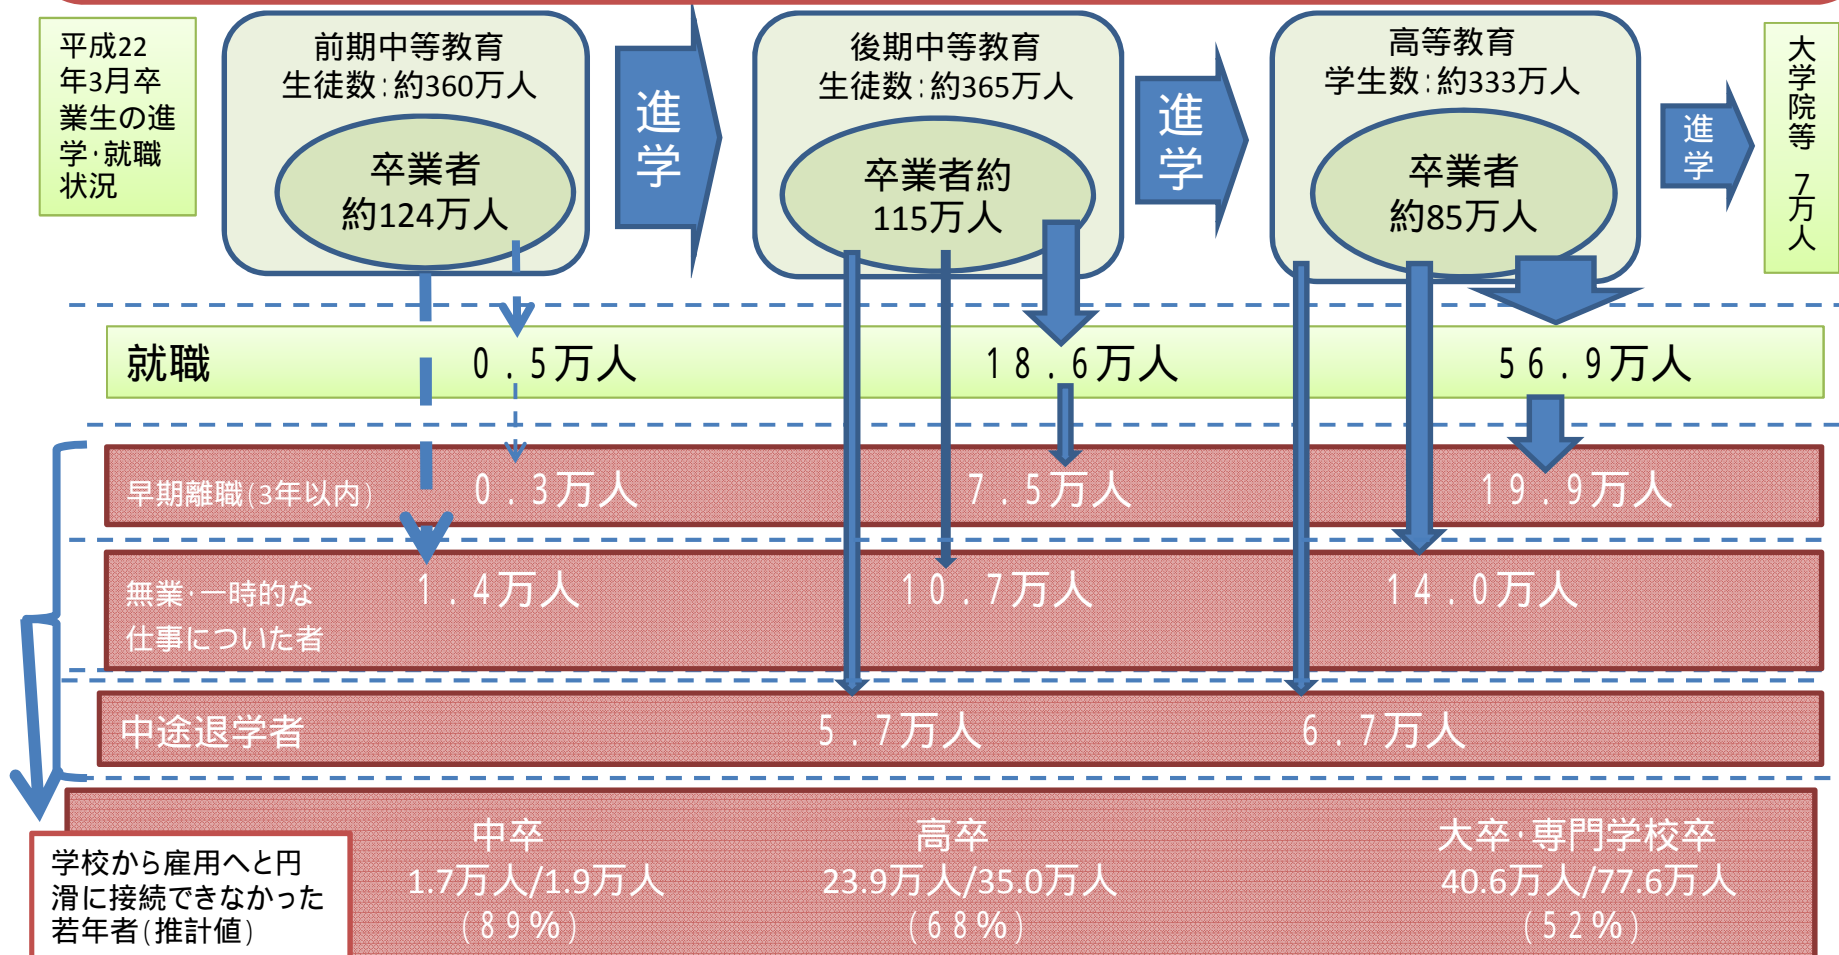 平成22
年3月卒
業生の進
学・就職
状況
前期中等教育
生徒数:約360万人
卒業者
約124万人
進
学
後期中等教育
生徒数:約365万人
卒業者約
115万人
進
学
高等教育
学生数:約333万人
卒業者
約85万人
進
学
大学院等 7万人
就職 0.5万人 18.6万人 56.9万人
早期離職(3年以内) 0.3万人 7.5万人 19.9万人
無業・一時的な 1.4万人 10.7万人 14.0万人
仕事についた者
中途退学者 5.7万人 6.7万人
学校から雇用へと円
滑に接続できなかった
若年者(推計値)
中卒
1.7万人/1.9万人
(89%)
高卒
23.9万人/35.0万人
(68%)
大卒・専門学校卒
40.6万人/77.6万人
(52%)